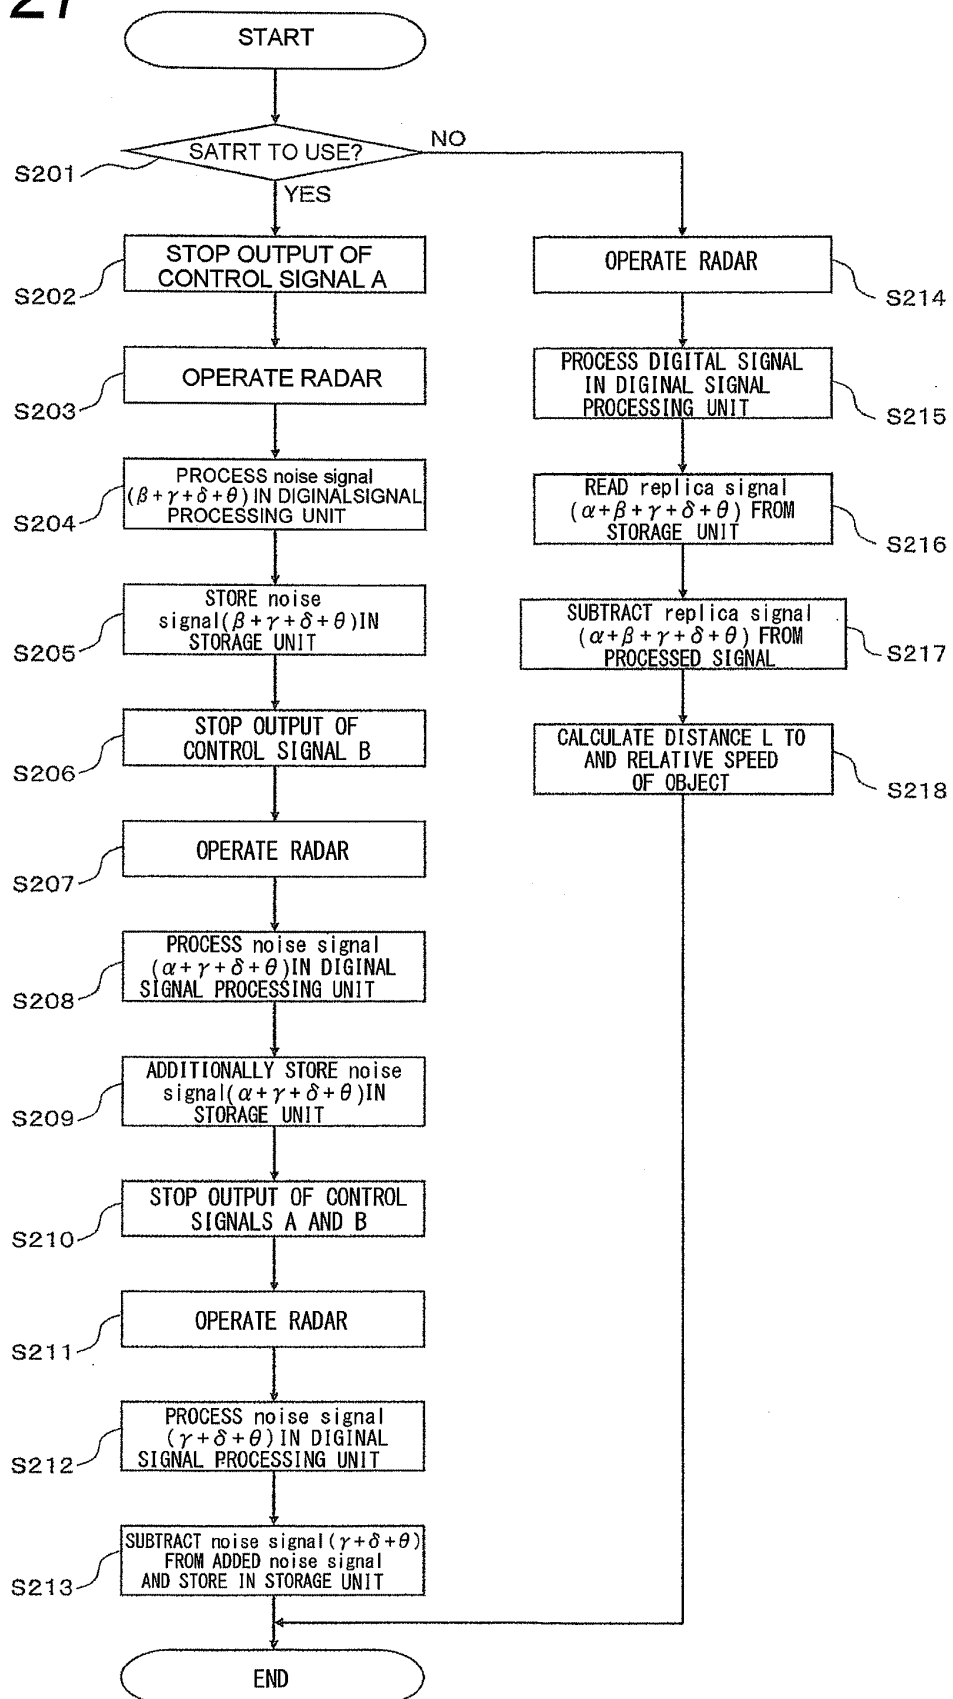 27
START
SATRT TO USE?
NO
S201
YES
STOP OUTPUT OF
CONTROL SIGNAL A
S202
OPERATE RADAR
S203
PROCESS noise signal
(β+γ+δ+θ) IN DIGINALSIGNAL
PROCESSING UNIT
S204
STORE noise
signal(β+γ+δ+θ)IN
STORAGE UNIT
S205
STOP OUTPUT OF
CONTROL SIGNAL B
S206
OPERATE RADAR
S207
PROCESS noise signal
(α+γ+δ+θ)IN DIGINAL
SIGNAL PROCESSING UNIT
S208
ADDITIONALLY STORE noise
signal(α+γ+δ+θ)IN
STORAGE UNIT
S209
STOP OUTPUT OF CONTROL
SIGNALS A AND B
S210
OPERATE RADAR
S211
PROCESS noise signal
(γ+δ+θ)IN DIGINAL
SIGNAL PROCESSING UNIT
S212
SUBTRACT noise signal(γ+δ+θ)
FROM ADDED noise signal
AND STORE IN STORAGE UNIT
S213
OPERATE RADAR
S214
PROCESS DIGITAL SIGNAL
IN DIGINAL SIGNAL
PROCESSING UNIT
S215
READ replica signal
(α+β+γ+δ+θ) FROM
STORAGE UNIT
S216
SUBTRACT replica signal
(α+β+γ+δ+θ) FROM
PROCESSED SIGNAL
S217
CALCULATE DISTANCE L TO
AND RELATIVE SPEED
OF OBJECT
S218
END